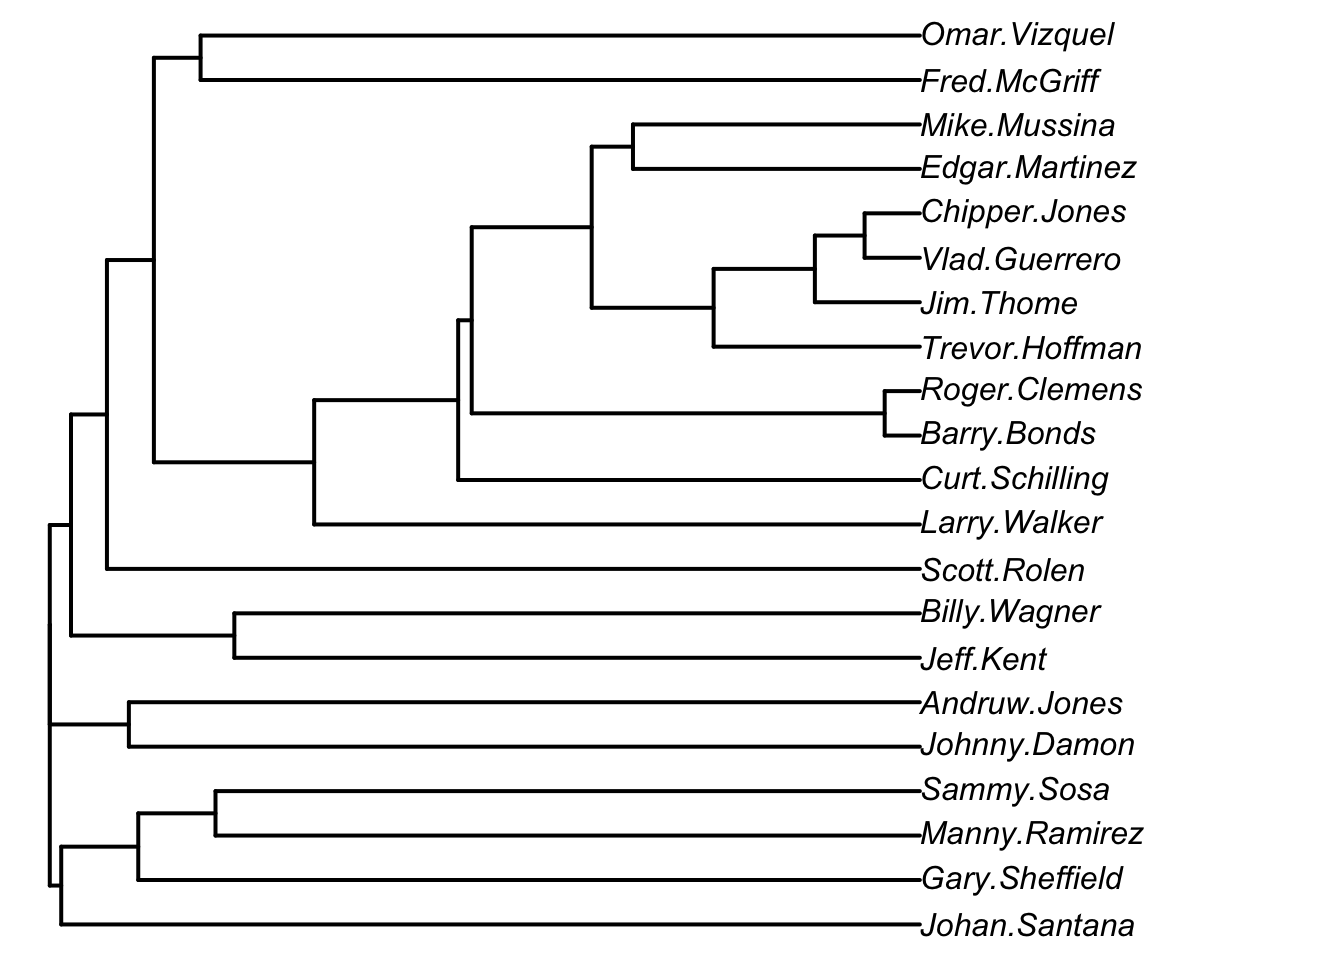 Omar.Vizquel
Fred.McGriff
Mike.Mussina
Edgar.Martinez
Chipper.Jones
Vlad.Guerrero
Jim.Thome
Trevor.Hoffman
Roger.Clemens
Barry.Bonds
Curt.Schilling
Larry.Walker
Scott.Rolen
Billy.Wagner
Jeff.Kent
Andruw.Jones
Johnny.Damon
Sammy.Sosa
Manny.Ramirez
Gary.Sheffield
Johan.Santana